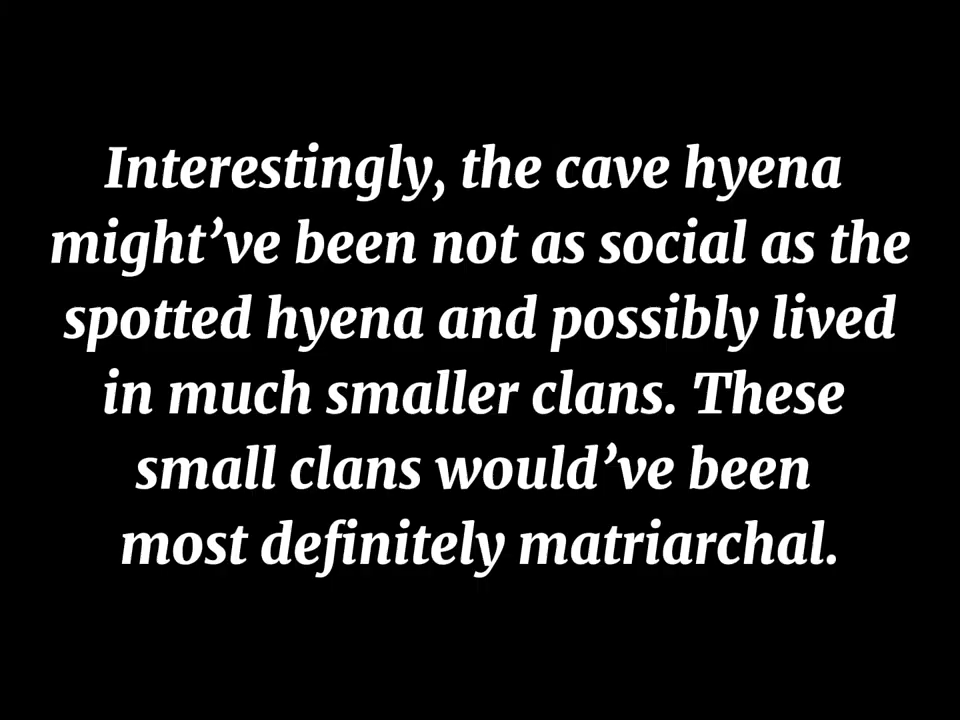 Interestingly, the cave hyena
might’ve been not as social as the
spotted hyena and possibly lived
in much smaller clans. These
small clans would’ve been
most definitely matriarchal.